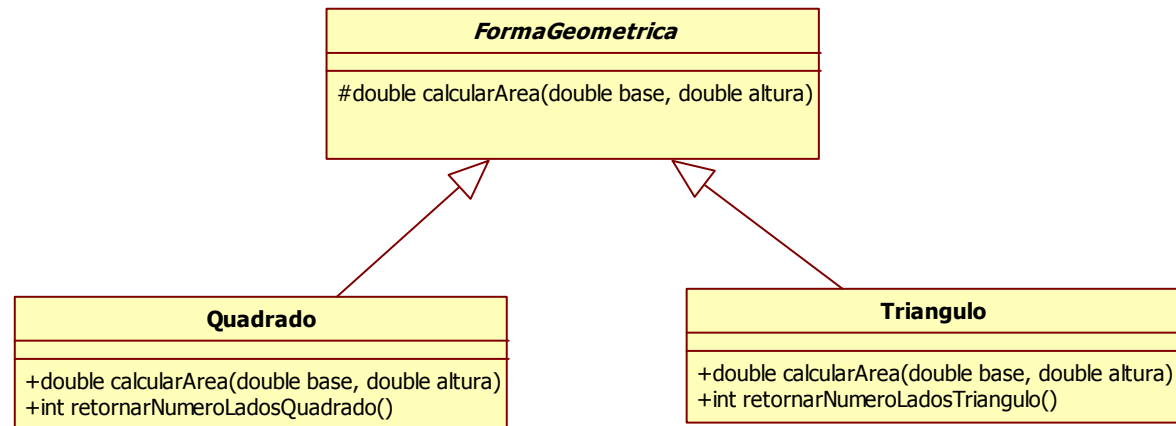 FormaGeometrica
#double calcularArea(double base, double altura)
Quadrado
+double calcularArea(double base, double altura)
+int retornarNumeroLadosQuadrado()
Triangulo
+double calcularArea(double base, double altura)
+int retornarNumeroLadosTriangulo()